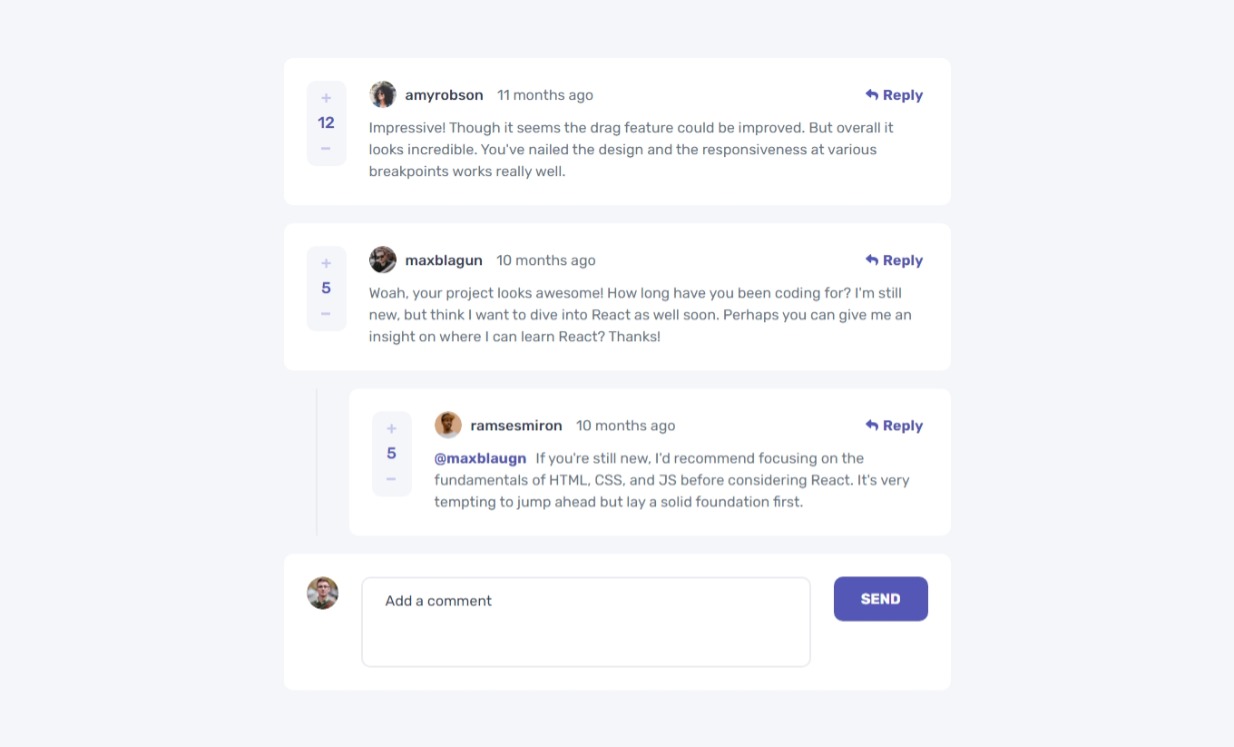 +
amyrobson 11 months ago Reply
12
Impressive! Though it seems the drag feature could be improved. But overall it
looks incredible. You've nailed the design and the responsiveness at various
–
breakpoints works really well.
+
maxblagun 10 months ago Reply
5
Woah, your project looks awesome! How long have you been coding for? I'm still
new, but think I want to dive into React as well soon. Perhaps you can give me an
–
insight on where I can learn React? Thanks!
+
ramsesmiron 10 months ago Reply
5
@maxblaugn If you're still new, I'd recommend focusing on the
fundamentals of HTML, CSS, and JS before considering React. It's very
–
tempting to jump ahead but lay a solid foundation first.
Add a comment SEND